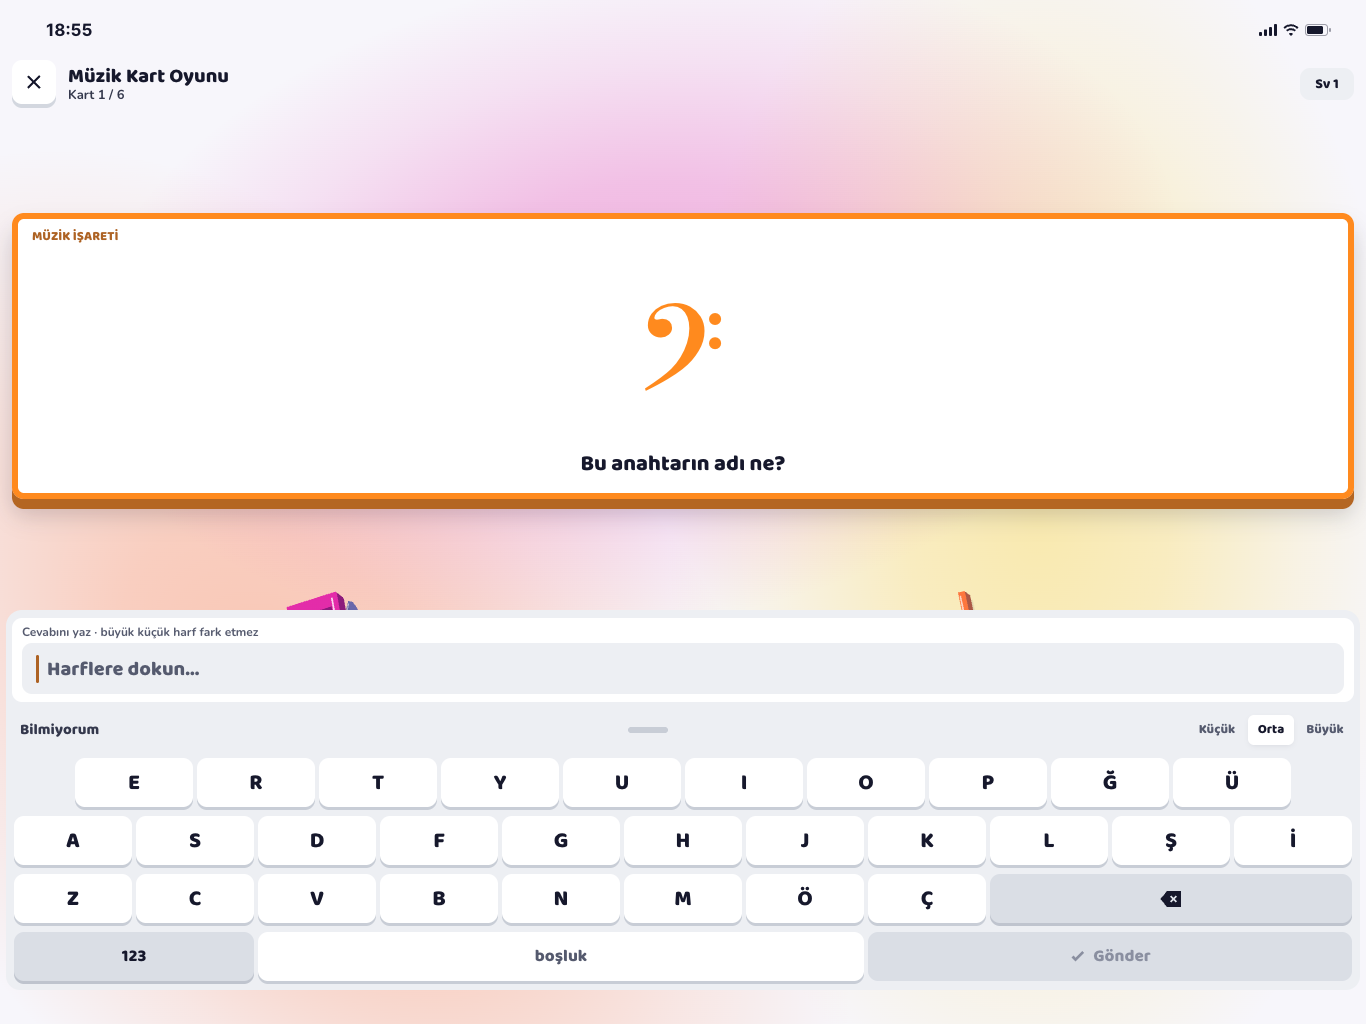 18:55
Müzik Kart Oyunu
Kart 1 / 6
Sv 1
MÜZİK İŞARETİ
Bu anahtarın adı ne?
Cevabını yaz · büyük küçük harf fark etmez
Harflere dokun...
Bilmiyorum
Küçük Orta Büyük
E R T Y U I O P Ğ Ü
A S D F G H J K L Ş İ
Z C V B N M Ö Ç
123 boşluk Gönder